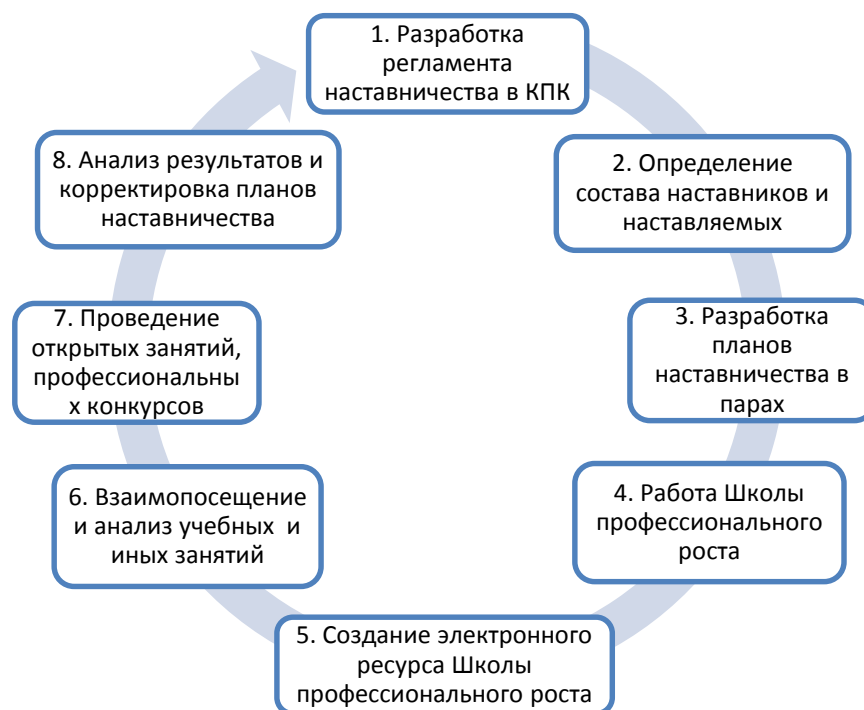 1. Разработка
регламента
наставничества в КПК
2. Определение
состава наставников и
наставляемых
3. Разработка
планов
наставничества в
парах
4. Работа Школы
профессионального
роста
5. Создание электронного
ресурса Школы
профессионального роста
6. Взаимопосещение
и анализ учебных и
иных занятий
7. Проведение
открытых занятий,
профессиональны
х конкурсов
8. Анализ результатов и
корректировка планов
наставничества